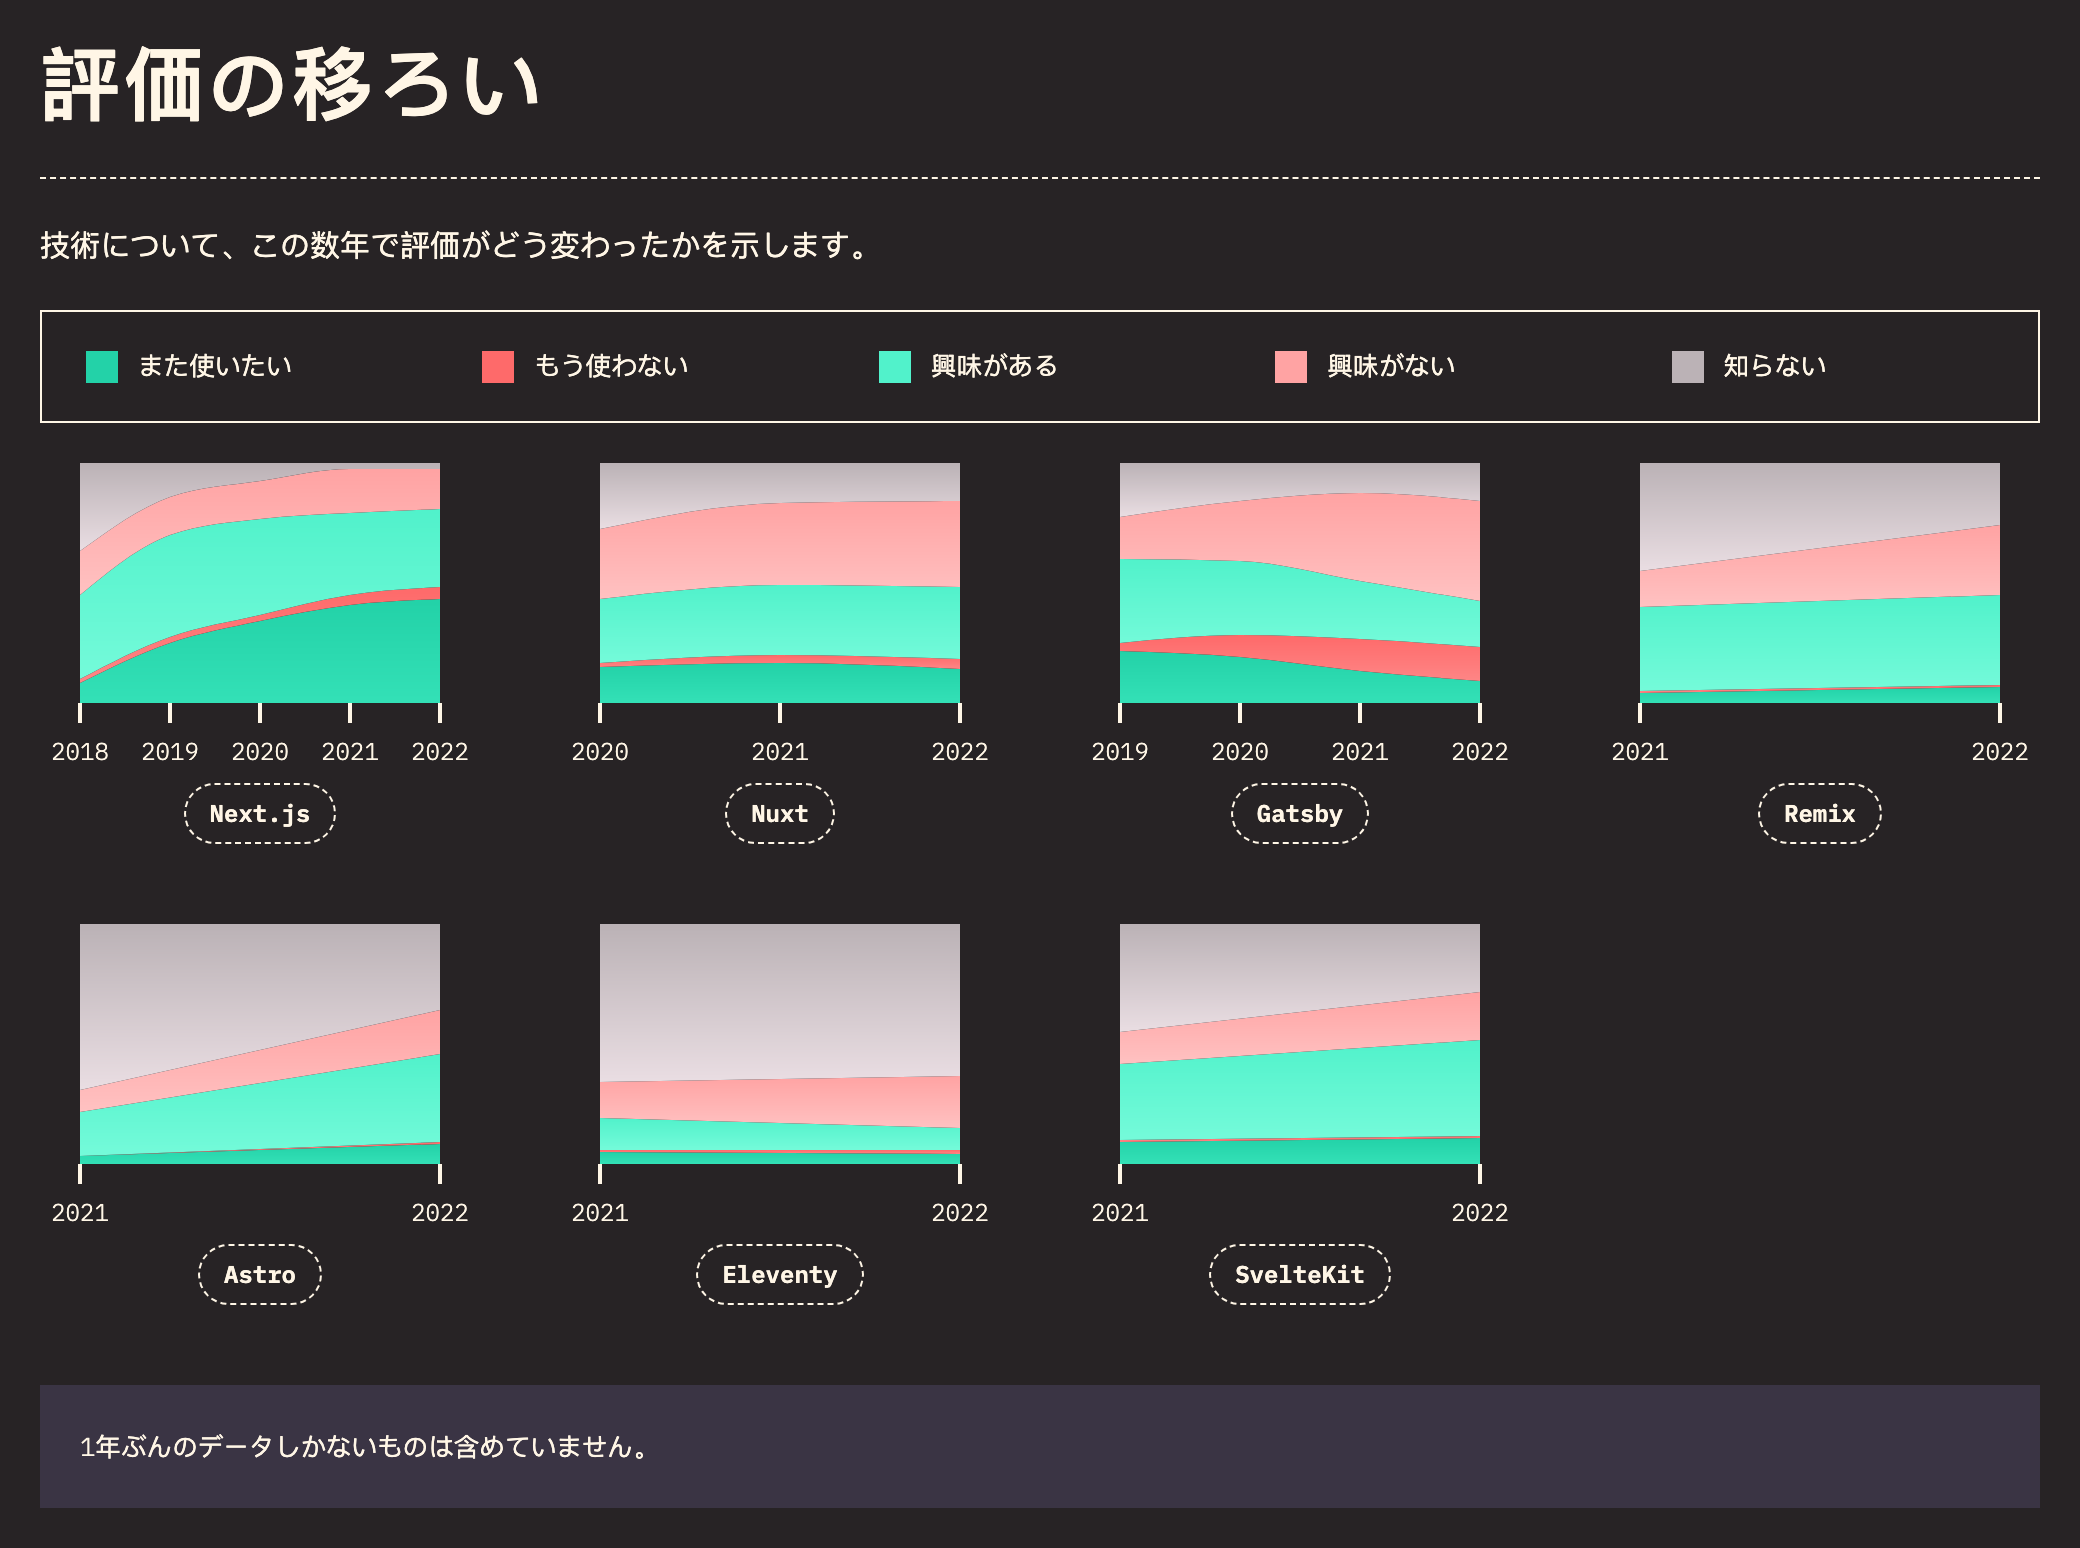 評価の移ろい
技術について、この数年で評価がどう変わったかを示します。
また使いたい もう使わない 興味がある 興味がない 知らない
2018 2019 2020 2021 2022
Next.js
2020 2021 2022
Nuxt
2019 2020 2021 2022
Gatsby
2021 2022
Remix
2021 2022
Astro
2021 2022
Eleventy
2021 2022
SvelteKit
1年ぶんのデータしかないものは含めていません。